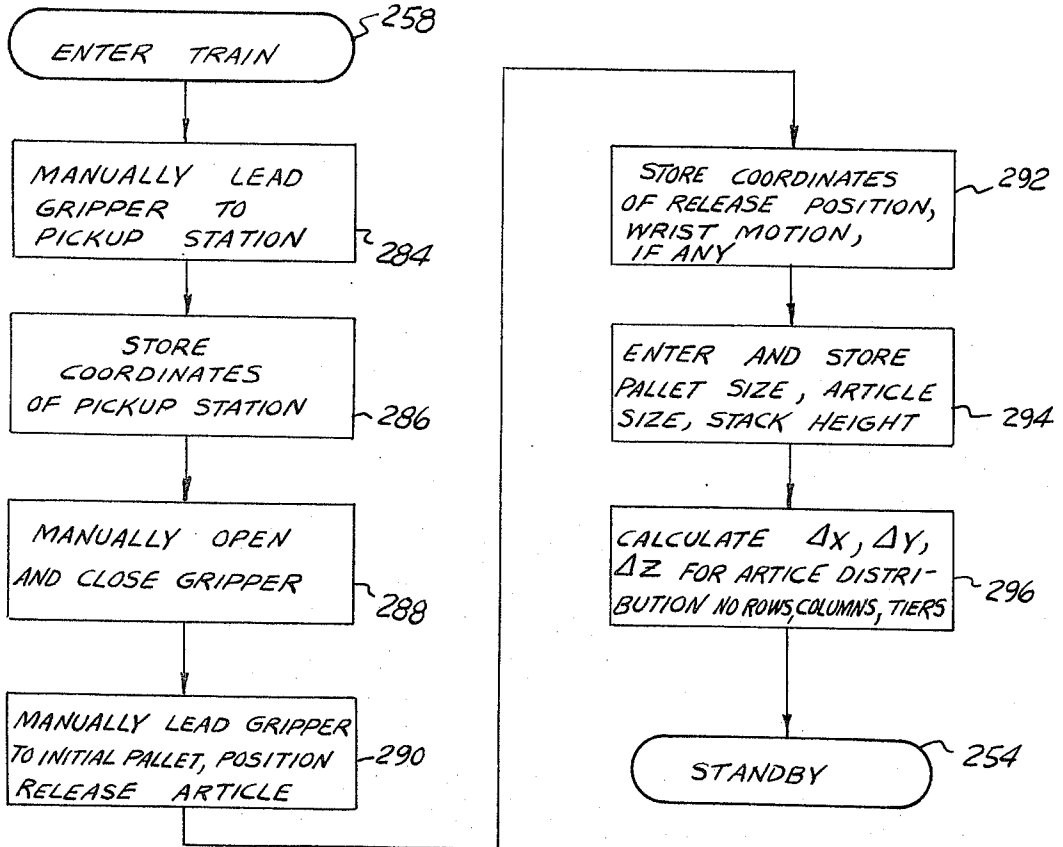 258
ENTER TRAIN
MANUALLY LEAD
GRIPPER TO
PICKUP STATION
284
STORE
COORDINATES
OF PICKUP STATION
286
MANUALLY OPEN
AND CLOSE GRIPPER
288
MANUALLY LEAD GRIPPER
TO INITIAL PALLET, POSITION
RELEASE ARTICLE
290
STORE COORDINATES
OF RELEASE POSITION,
WRIST MOTION,
IF ANY
292
ENTER AND STORE
PALLET SIZE, ARTICLE
SIZE, STACK HEIGHT
294
CALCULATE ΔX, ΔY,
ΔZ FOR ARTICE DISTRI-
BUTION NO ROWS, COLUMNS, TIERS
296
STANDBY
254